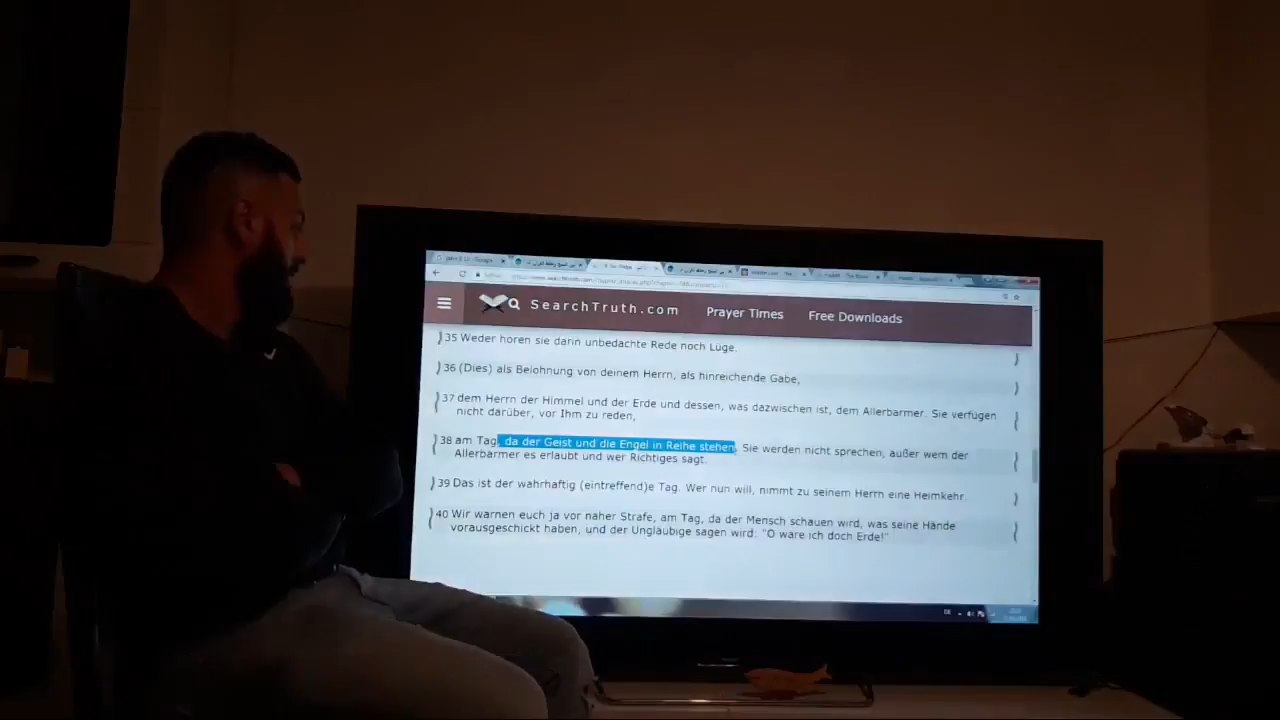 SearchTruth.com Prayer Times Free Downloads
35 Weder horen sie darin unbedachte Rede noch Lüge.
36 (Dies) als Belohnung von deinem Herrn, als hinreichende Gabe,
37 dem Herrn der Himmel und der Erde und dessen, was dazwischen ist, dem Allerbarmer. Sie verfügen
nicht darüber, vor Ihm zu reden,
38 am Tag, da der Geist und die Engel in Reihe stehen. Sie werden nicht sprechen, außer wem der
Allerbarmer es erlaubt und wer Richtiges sagt.
39 Das ist der wahrhaftig (eintreffend)e Tag. Wer nun will, nimmt zu seinem Herrn eine Heimkehr.
40 Wir warnen euch ja vor naher Strafe, am Tag, da der Mensch schauen wird, was seine Hände
vorausgeschickt haben, und der Ungläubige sagen wird: "O wäre ich doch Erde!"
DE